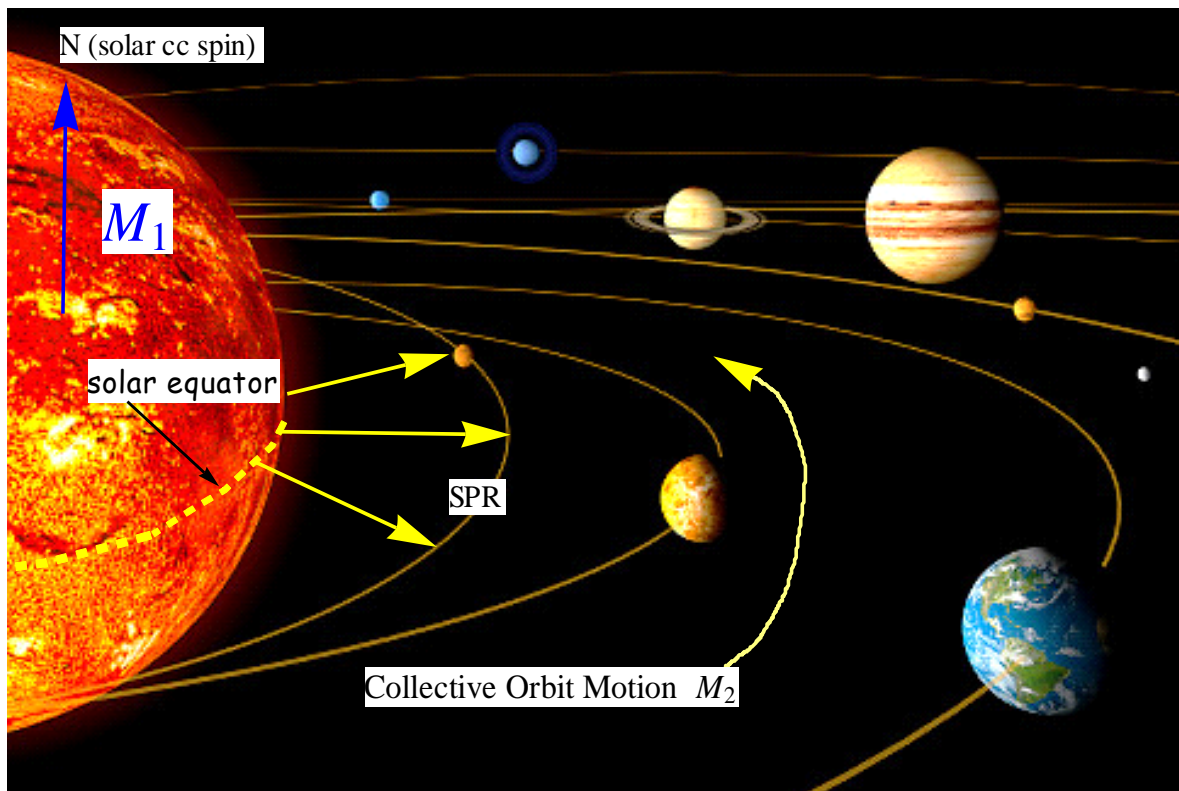 N (solar cc spin)
M₁
solar equator
SPR
Collective Orbit Motion M₂